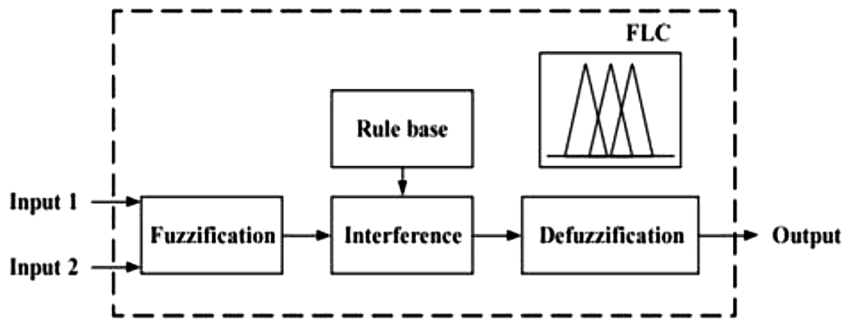 FLC
Rule base
Input 1
Fuzzification
Interference
Defuzzification
Output
Input 2